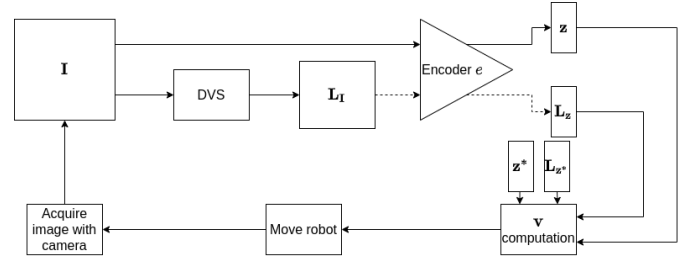 I
DVS
L_I
Encoder e
z
L_z
z*
L_z*
v
computation
Move robot
Acquire
image with
camera